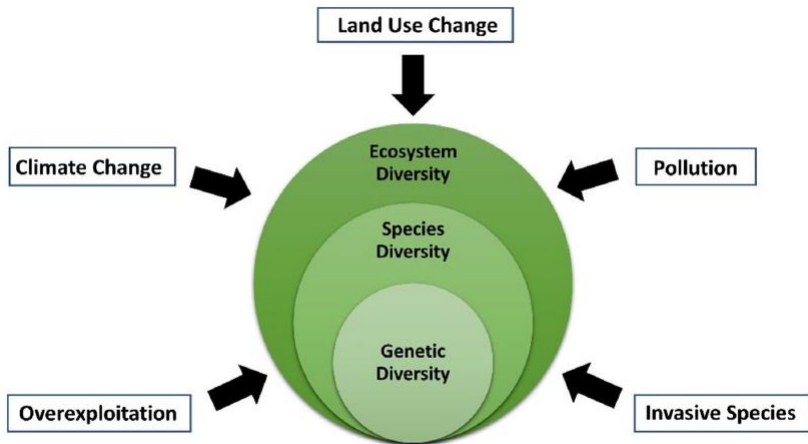 Land Use Change
Climate Change
Ecosystem
Diversity
Pollution
Species
Diversity
Genetic
Diversity
Overexploitation
Invasive Species